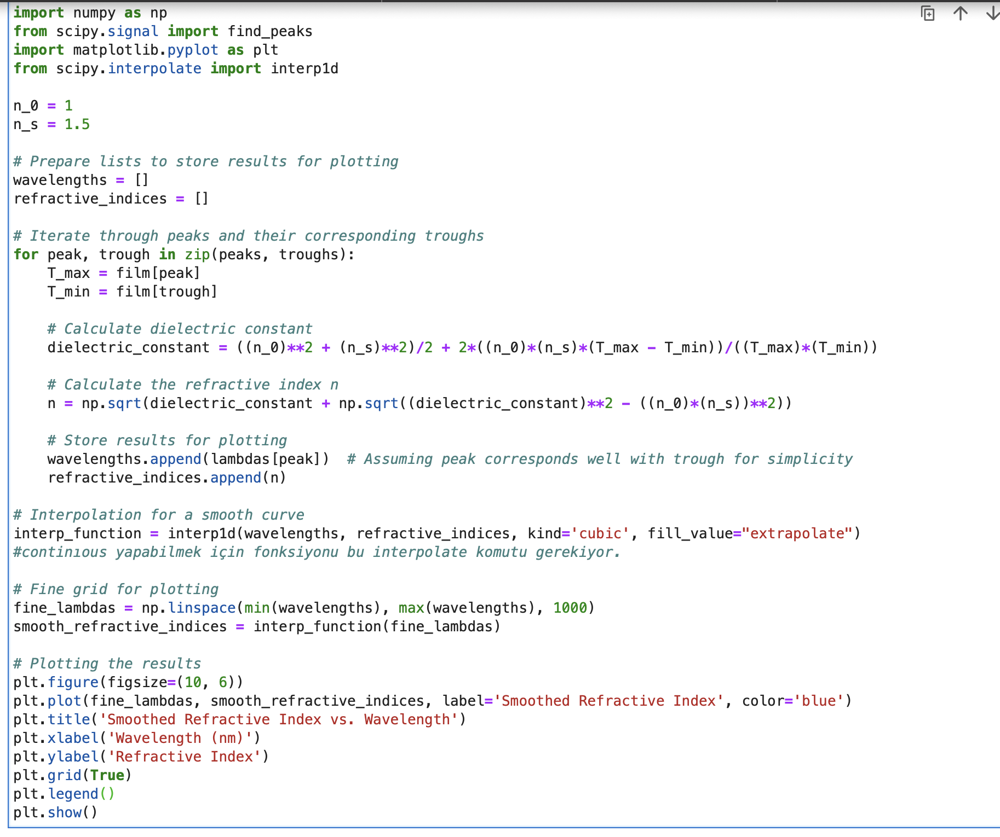 import numpy as np
from scipy.signal import find_peaks
import matplotlib.pyplot as plt
from scipy.interpolate import interp1d
n_0 = 1
n_s = 1.5
# Prepare lists to store results for plotting
wavelengths = []
refractive_indices = []
# Iterate through peaks and their corresponding troughs
for peak, trough in zip(peaks, troughs):
    T_max = film[peak]
    T_min = film[trough]
    # Calculate dielectric constant
    dielectric_constant = ((n_0)**2 + (n_s)**2)/2 + 2*((n_0)*(n_s)*(T_max - T_min))/((T_max)*(T_min))
    # Calculate the refractive index n
    n = np.sqrt(dielectric_constant + np.sqrt((dielectric_constant)**2 - ((n_0)*(n_s))**2))
    # Store results for plotting
    wavelengths.append(lambdas[peak])  # Assuming peak corresponds well with trough for simplicity
    refractive_indices.append(n)
# Interpolation for a smooth curve
interp_function = interp1d(wavelengths, refractive_indices, kind='cubic', fill_value="extrapolate")
#continıous yapabilmek için fonksiyonu bu interpolate komutu gerekiyor.
# Fine grid for plotting
fine_lambdas = np.linspace(min(wavelengths), max(wavelengths), 1000)
smooth_refractive_indices = interp_function(fine_lambdas)
# Plotting the results
plt.figure(figsize=(10, 6))
plt.plot(fine_lambdas, smooth_refractive_indices, label='Smoothed Refractive Index', color='blue')
plt.title('Smoothed Refractive Index vs. Wavelength')
plt.xlabel('Wavelength (nm)')
plt.ylabel('Refractive Index')
plt.grid(True)
plt.legend()
plt.show()